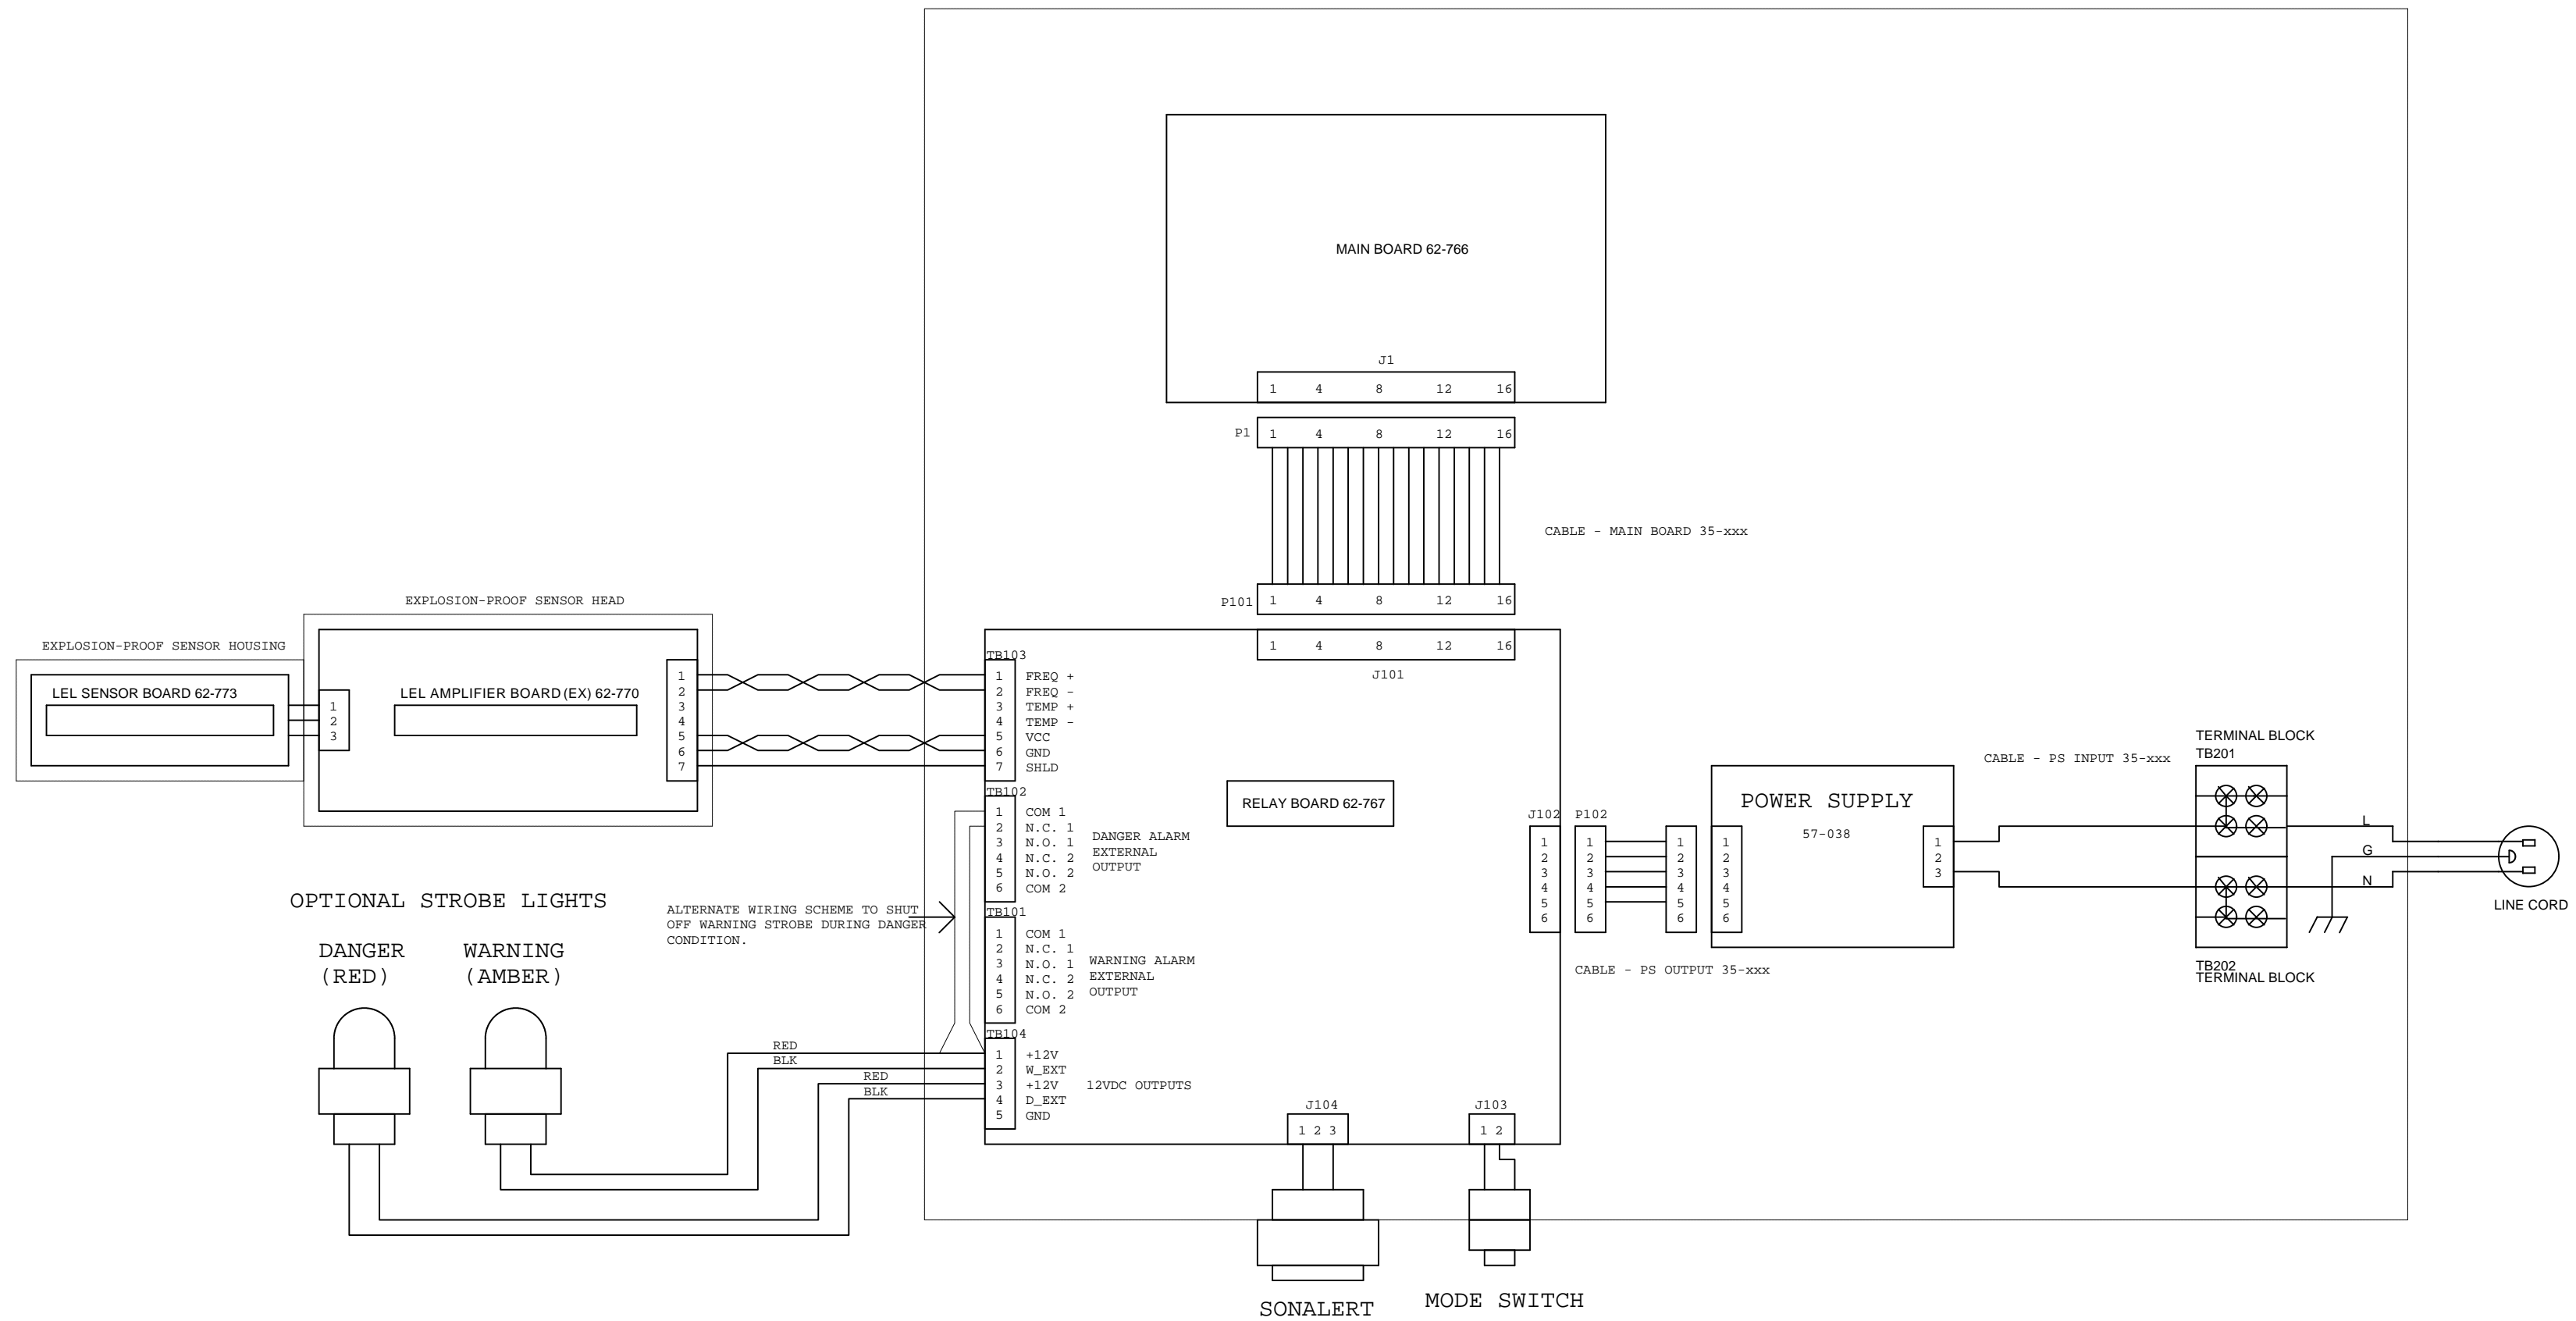 MAIN BOARD 62-766
J1
1 4 8 12 16
P1 1 4 8 12 16
CABLE - MAIN BOARD 35-xxx
P101 1 4 8 12 16
1 4 8 12 16
J101
EXPLOSION-PROOF SENSOR HEAD
EXPLOSION-PROOF SENSOR HOUSING
LEL SENSOR BOARD 62-773
1
2
3
LEL AMPLIFIER BOARD (EX) 62-770
1
2
3
4
5
6
7
TB103
1 FREQ +
2 FREQ -
3 TEMP +
4 TEMP -
5 VCC
6 GND
7 SHLD
TB102
1 COM 1
2 N.C. 1
3 N.O. 1
4 N.C. 2
5 N.O. 2
6 COM 2
DANGER ALARM
EXTERNAL
OUTPUT
RELAY BOARD 62-767
TB101
1 COM 1
2 N.C. 1
3 N.O. 1
4 N.C. 2
5 N.O. 2
6 COM 2
WARNING ALARM
EXTERNAL
OUTPUT
TB104
1 +12V
2 W_EXT
3 +12V
4 D_EXT
5 GND
12VDC OUTPUTS
ALTERNATE WIRING SCHEME TO SHUT
OFF WARNING STROBE DURING DANGER
CONDITION.
OPTIONAL STROBE LIGHTS
DANGER
(RED)
WARNING
(AMBER)
RED
BLK
RED
BLK
J104
1 2 3
SONALERT
J103
1 2
MODE SWITCH
J102
1
2
3
4
5
6
P102
1
2
3
4
5
6
1
2
3
4
5
6
CABLE - PS OUTPUT 35-xxx
1
2
3
4
5
6
POWER SUPPLY
57-038
1
2
3
CABLE - PS INPUT 35-xxx
TERMINAL BLOCK
TB201
TB202
TERMINAL BLOCK
L
G
N
LINE CORD